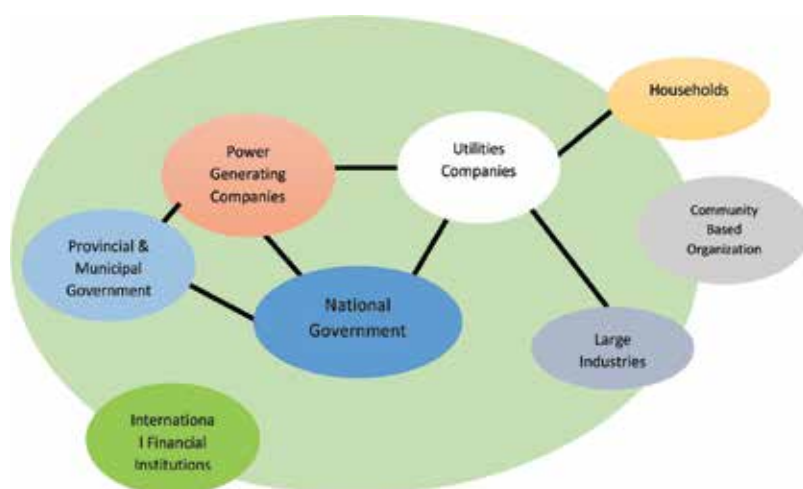 Households
Power
Generating
Companies
Utilities
Companies
Community
Based
Organization
Provincial &
Municipal
Government
National
Government
Large
Industries
Internationa
l Financial
Institutions